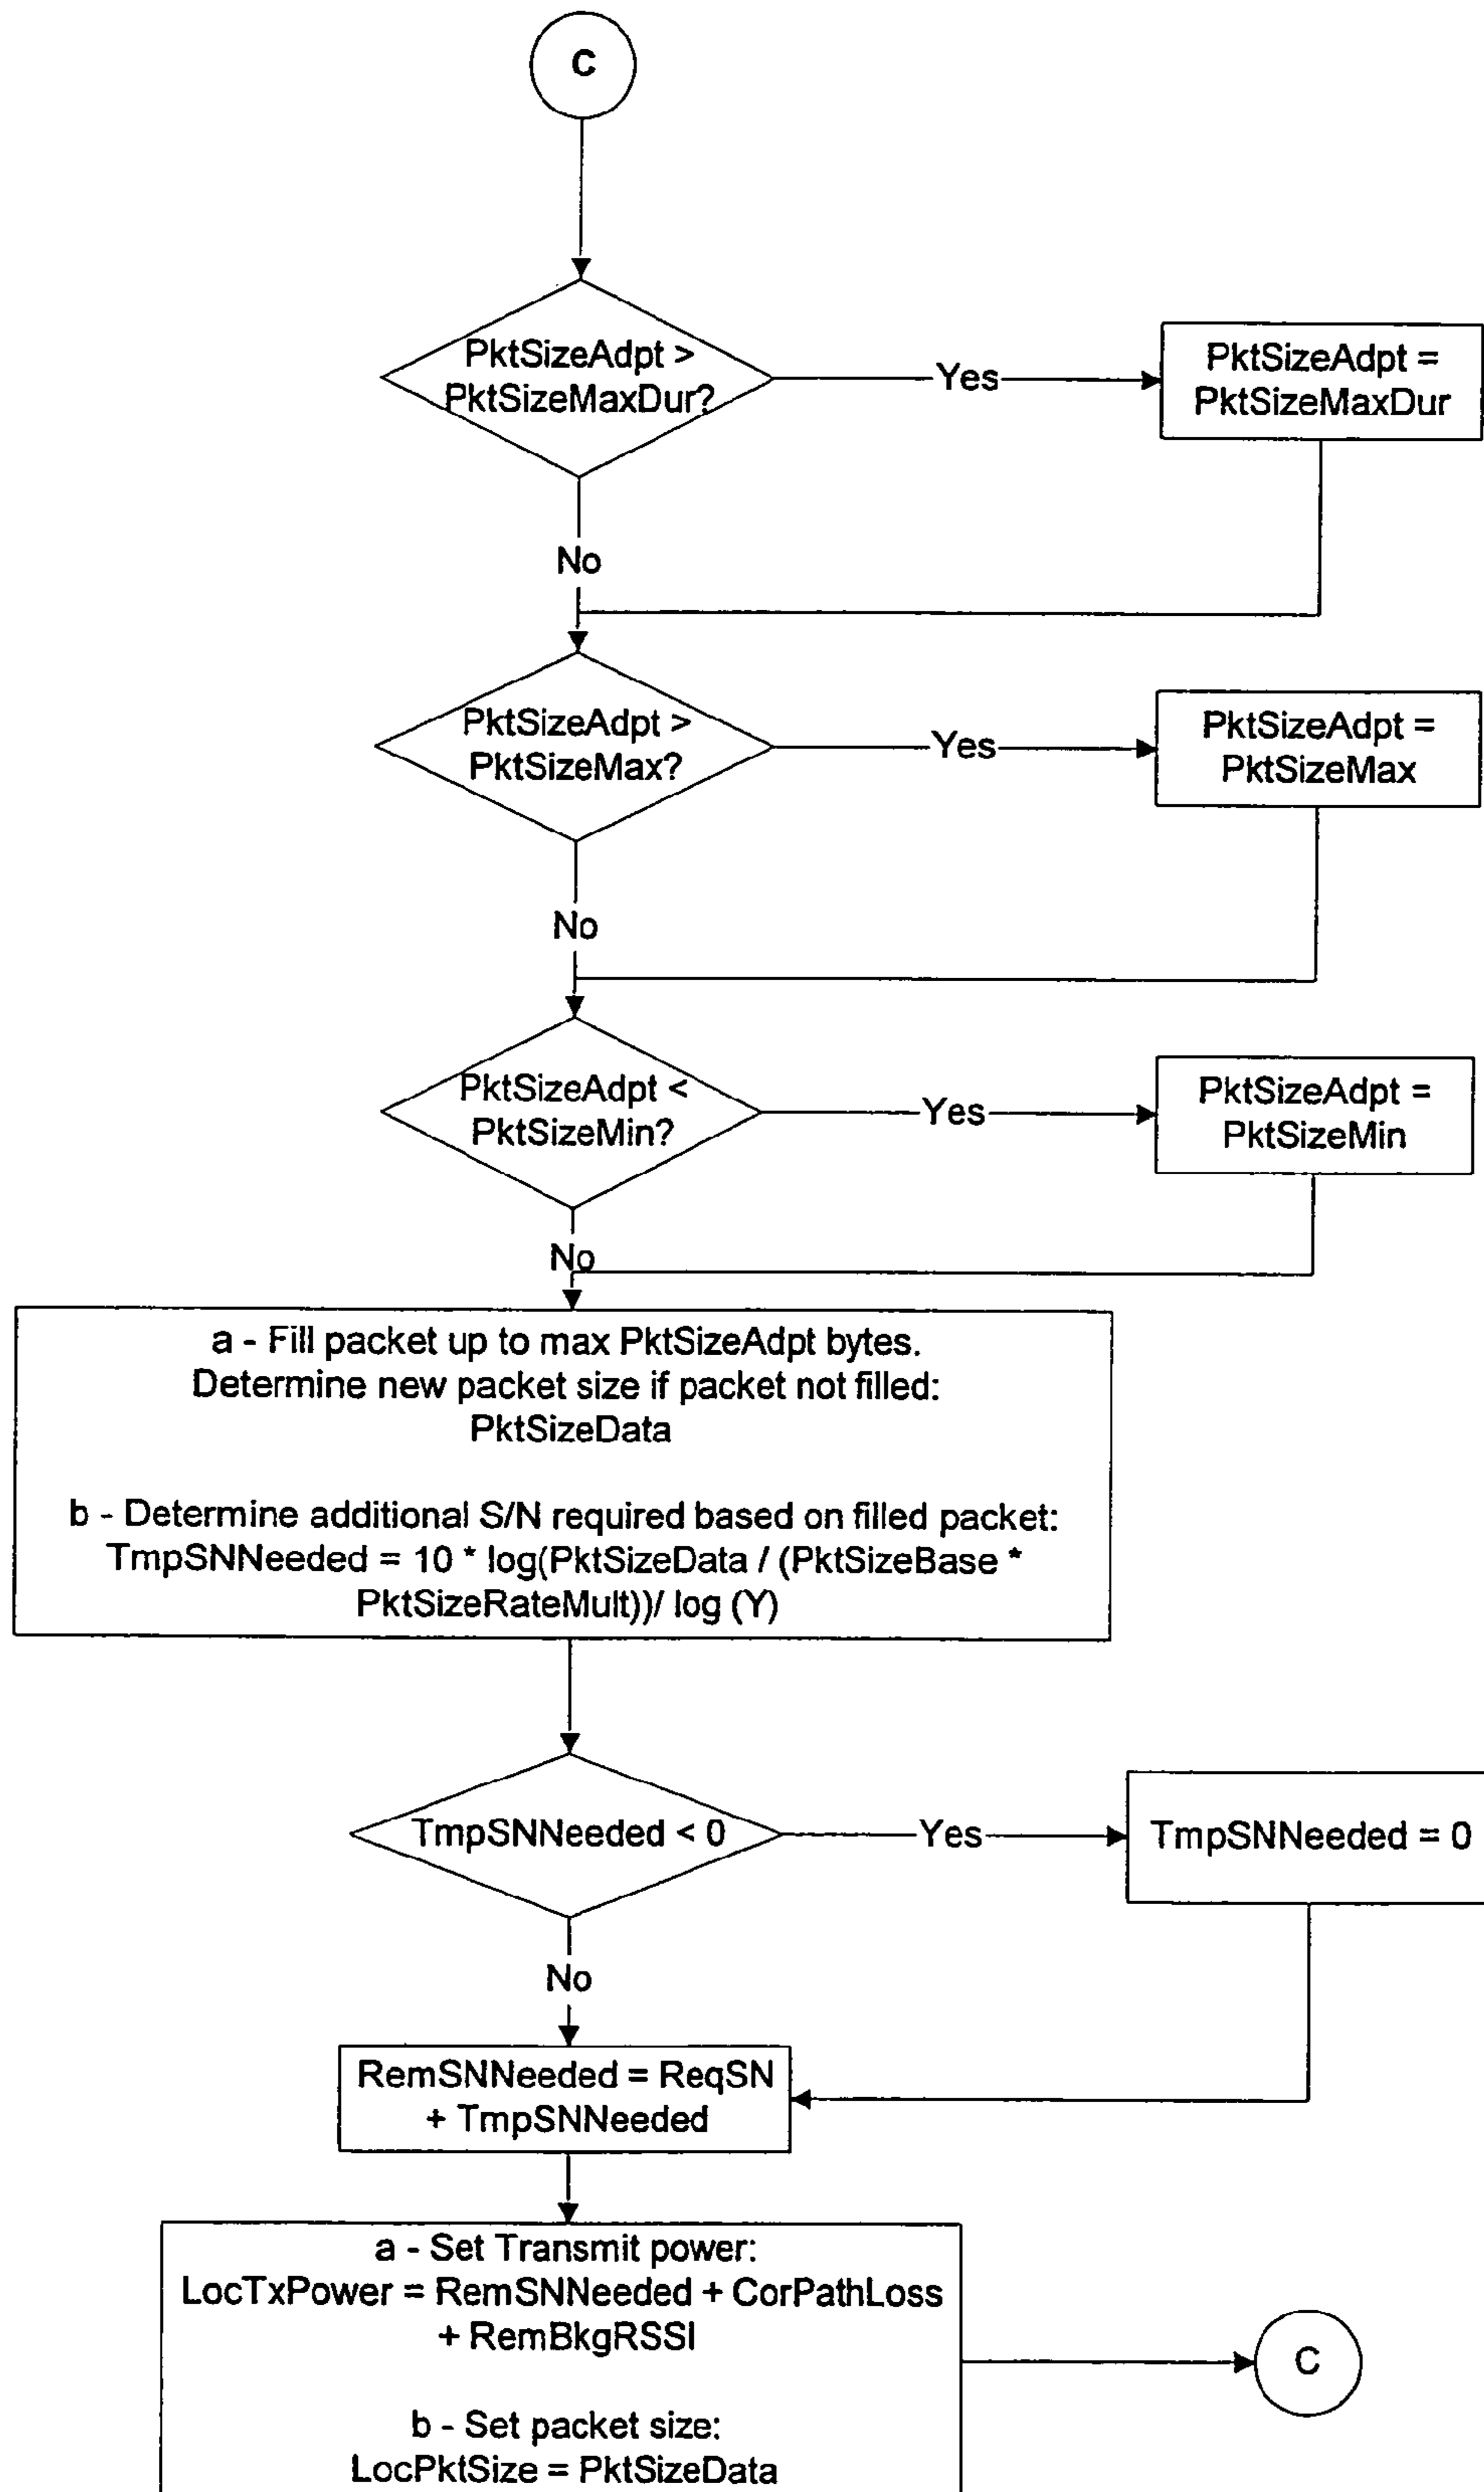 C
PktSizeAdpt >
PktSizeMaxDur?
Yes
PktSizeAdpt =
PktSizeMaxDur
No
PktSizeAdpt >
PktSizeMax?
Yes
PktSizeAdpt =
PktSizeMax
No
PktSizeAdpt <
PktSizeMin?
Yes
PktSizeAdpt =
PktSizeMin
No
a - Fill packet up to max PktSizeAdpt bytes.
Determine new packet size if packet not filled:
PktSizeData
b - Determine additional S/N required based on filled packet:
TmpSNNeeded = 10 * log(PktSizeData / (PktSizeBase *
PktSizeRateMult))/ log (Y)
TmpSNNeeded < 0
Yes
TmpSNNeeded = 0
No
RemSNNeeded = ReqSN
+ TmpSNNeeded
a - Set Transmit power:
LocTxPower = RemSNNeeded + CorPathLoss
+ RemBkgRSSI
C
b - Set packet size:
LocPktSize = PktSizeData